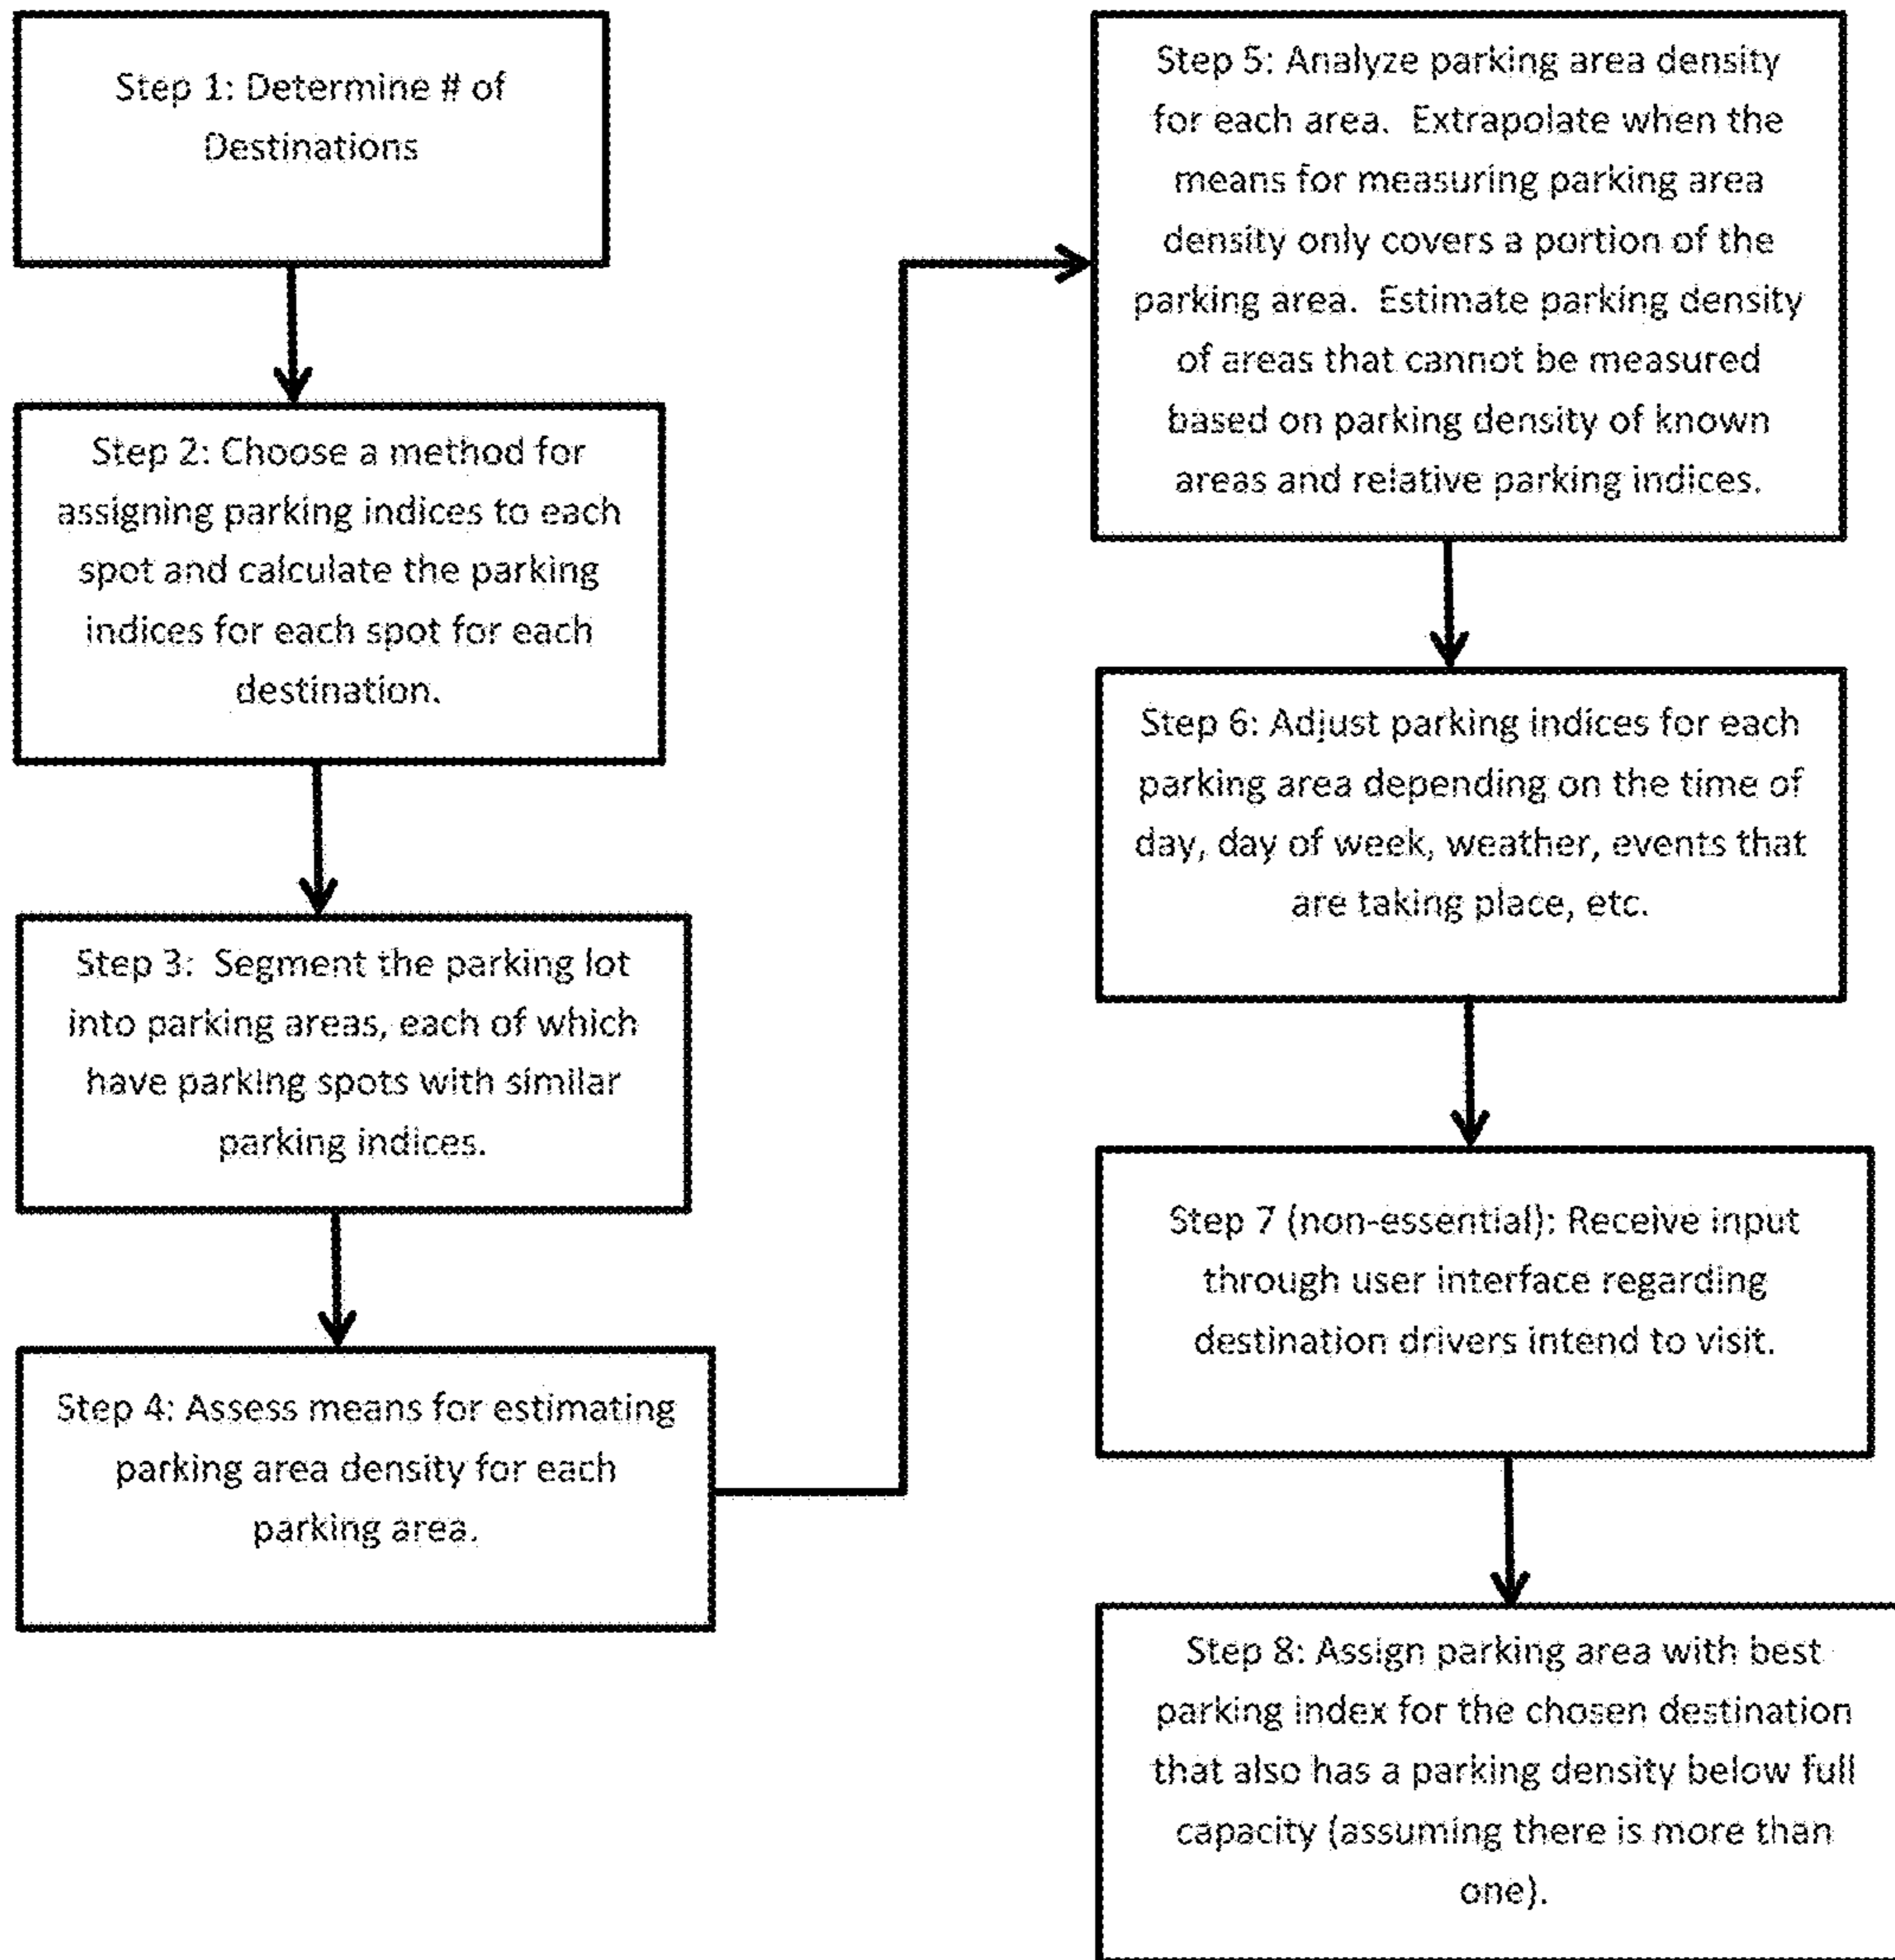 Step 1: Determine # of
Destinations
Step 2: Choose a method for
assigning parking indices to each
spot and calculate the parking
indices for each spot for each
destination.
Step 3:  Segment the parking lot
into parking areas, each of which
have parking spots with similar
parking indices.
Step 4: Assess means for estimating
parking area density for each
parking area.
Step 5: Analyze parking area density
for each area.  Extrapolate when the
means for measuring parking area
density only covers a portion of the
parking area.  Estimate parking density
of areas that cannot be measured
based on parking density of known
areas and relative parking indices.
Step 6: Adjust parking indices for each
parking area depending on the time of
day, day of week, weather, events that
are taking place, etc.
Step 7 (non-essential): Receive input
through user interface regarding
destination drivers intend to visit.
Step 8: Assign parking area with best
parking index for the chosen destination
that also has a parking density below full
capacity (assuming there is more than
one).